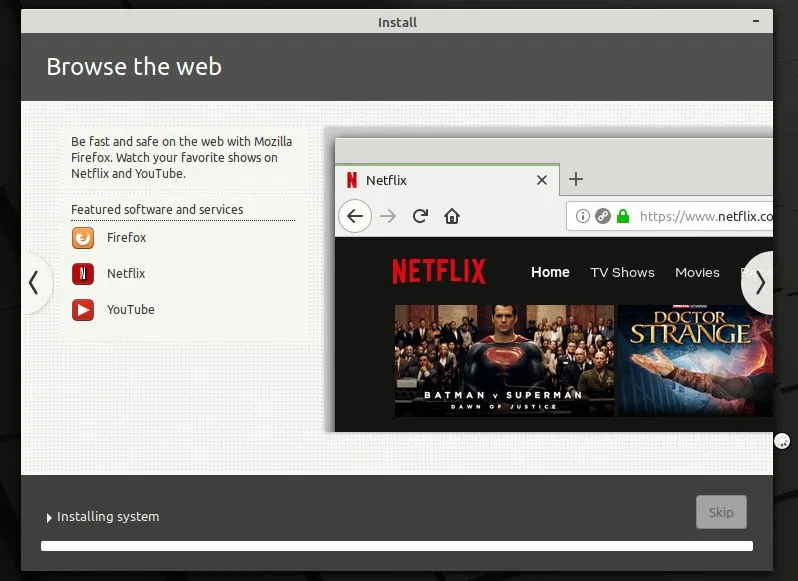 Install
Browse the web
Be fast and safe on the web with Mozilla
Firefox. Watch your favorite shows on
Netflix and YouTube.
Featured software and services
Firefox
Netflix
YouTube
Netflix
https://www.netflix.co
NETFLIX
Home TV Shows Movies
BATMAN v SUPERMAN
DAWN OF JUSTICE
DOCTOR
STRANGE
Installing system
Skip